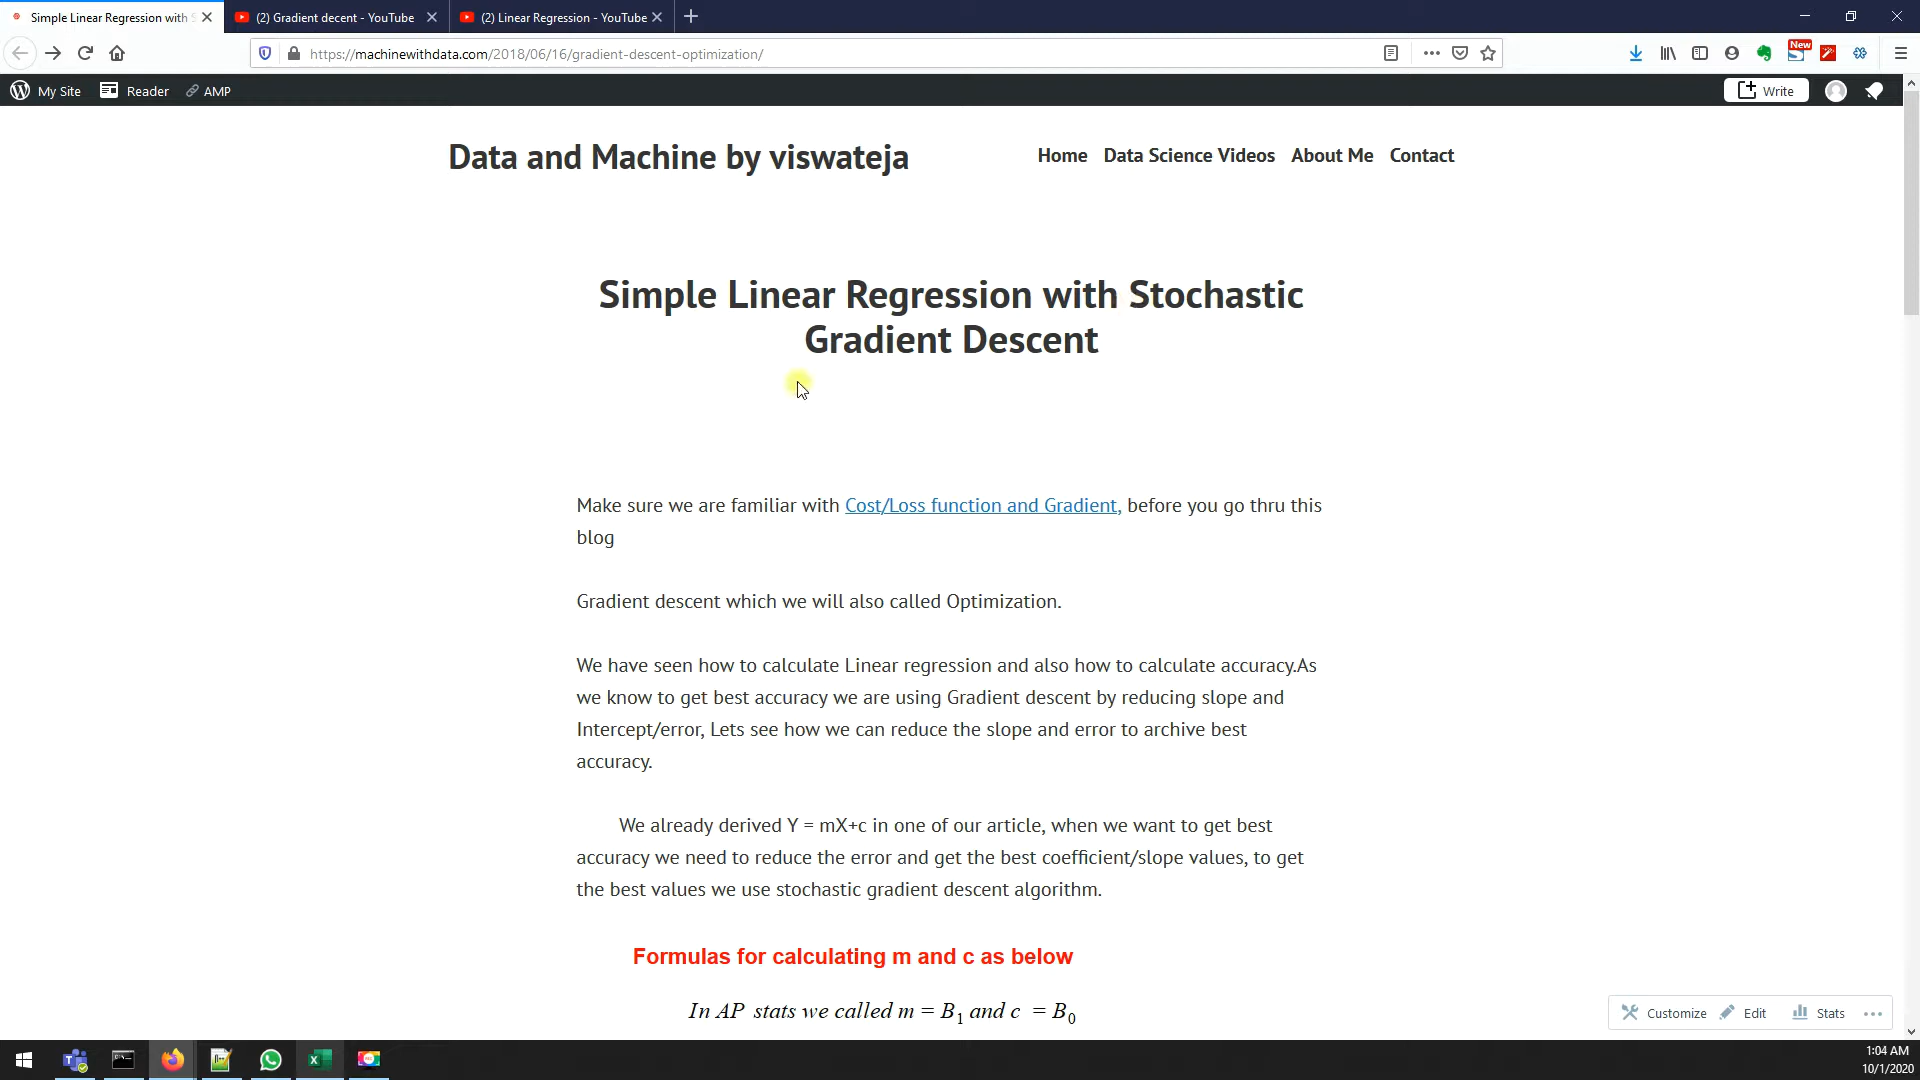 Simple Linear Regression with S
(2) Gradient decent - YouTube
(2) Linear Regression - YouTube
https://machinewithdata.com/2018/06/16/gradient-descent-optimization/
New
My Site
Reader
AMP
Write
Data and Machine by viswateja
Home
Data Science Videos
About Me
Contact
Simple Linear Regression with Stochastic
Gradient Descent
Make sure we are familiar with Cost/Loss function and Gradient, before you go thru this
blog
Gradient descent which we will also called Optimization.
We have seen how to calculate Linear regression and also how to calculate accuracy.As
we know to get best accuracy we are using Gradient descent by reducing slope and
Intercept/error, Lets see how we can reduce the slope and error to archive best
accuracy.
We already derived Y = mX+c in one of our article, when we want to get best
accuracy we need to reduce the error and get the best coefficient/slope values, to get
the best values we use stochastic gradient descent algorithm.
Formulas for calculating m and c as below
In AP stats we called m = B1 and c = B0
Customize
Edit
Stats
1:04 AM
10/1/2020